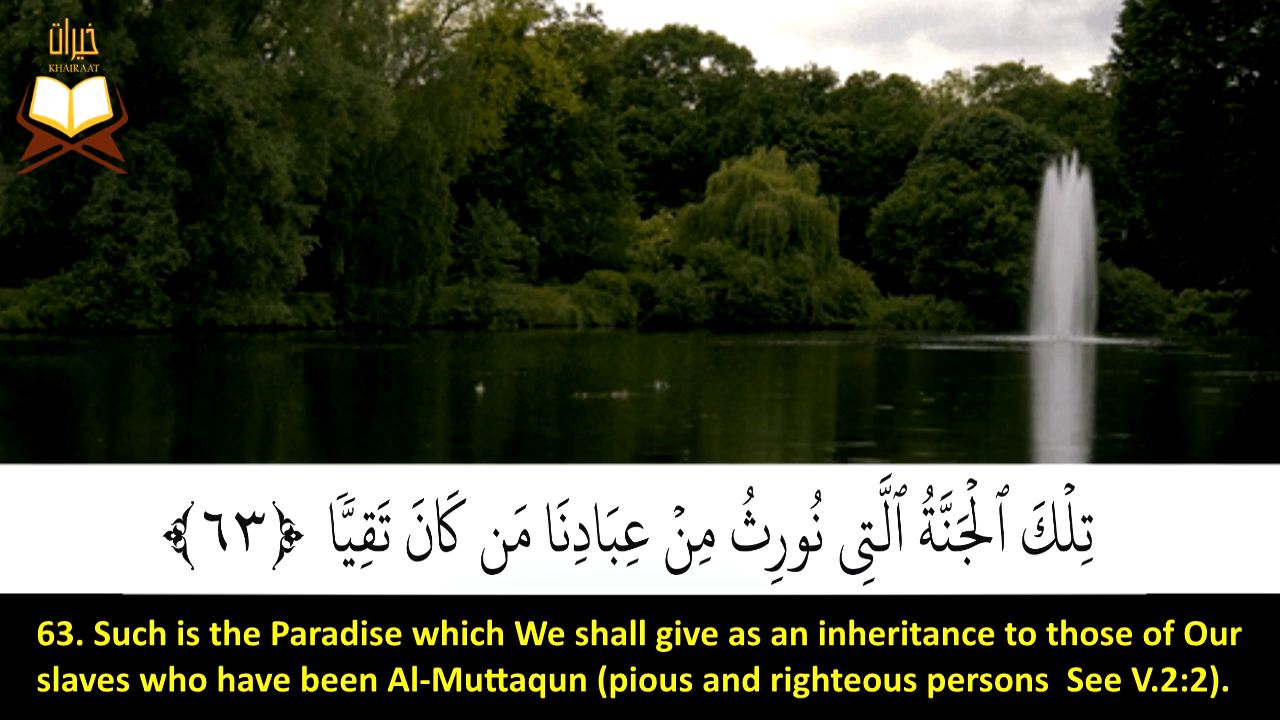 خيرات
KHAIRAAT
تِلْكَ ٱلْجَنَّةُ ٱلَّتِى نُورِثُ مِنْ عِبَادِنَا مَن كَانَ تَقِيًّا ﴿٦٣﴾
63. Such is the Paradise which We shall give as an inheritance to those of Our
slaves who have been Al-Muttaqun (pious and righteous persons  See V.2:2).